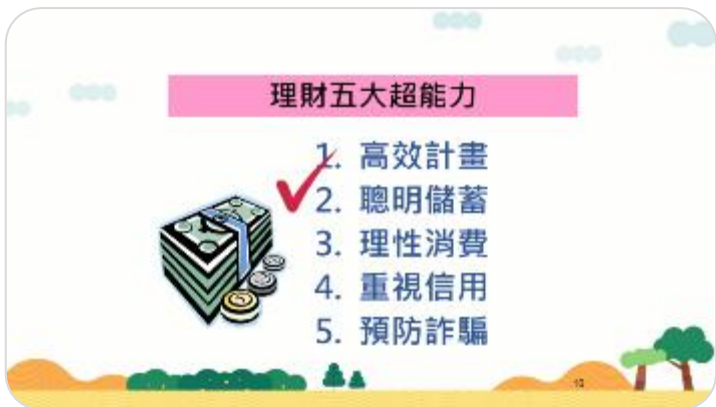 理財五大超能力
1. 高效計畫
2. 聰明儲蓄
3. 理性消費
4. 重視信用
5. 預防詐騙